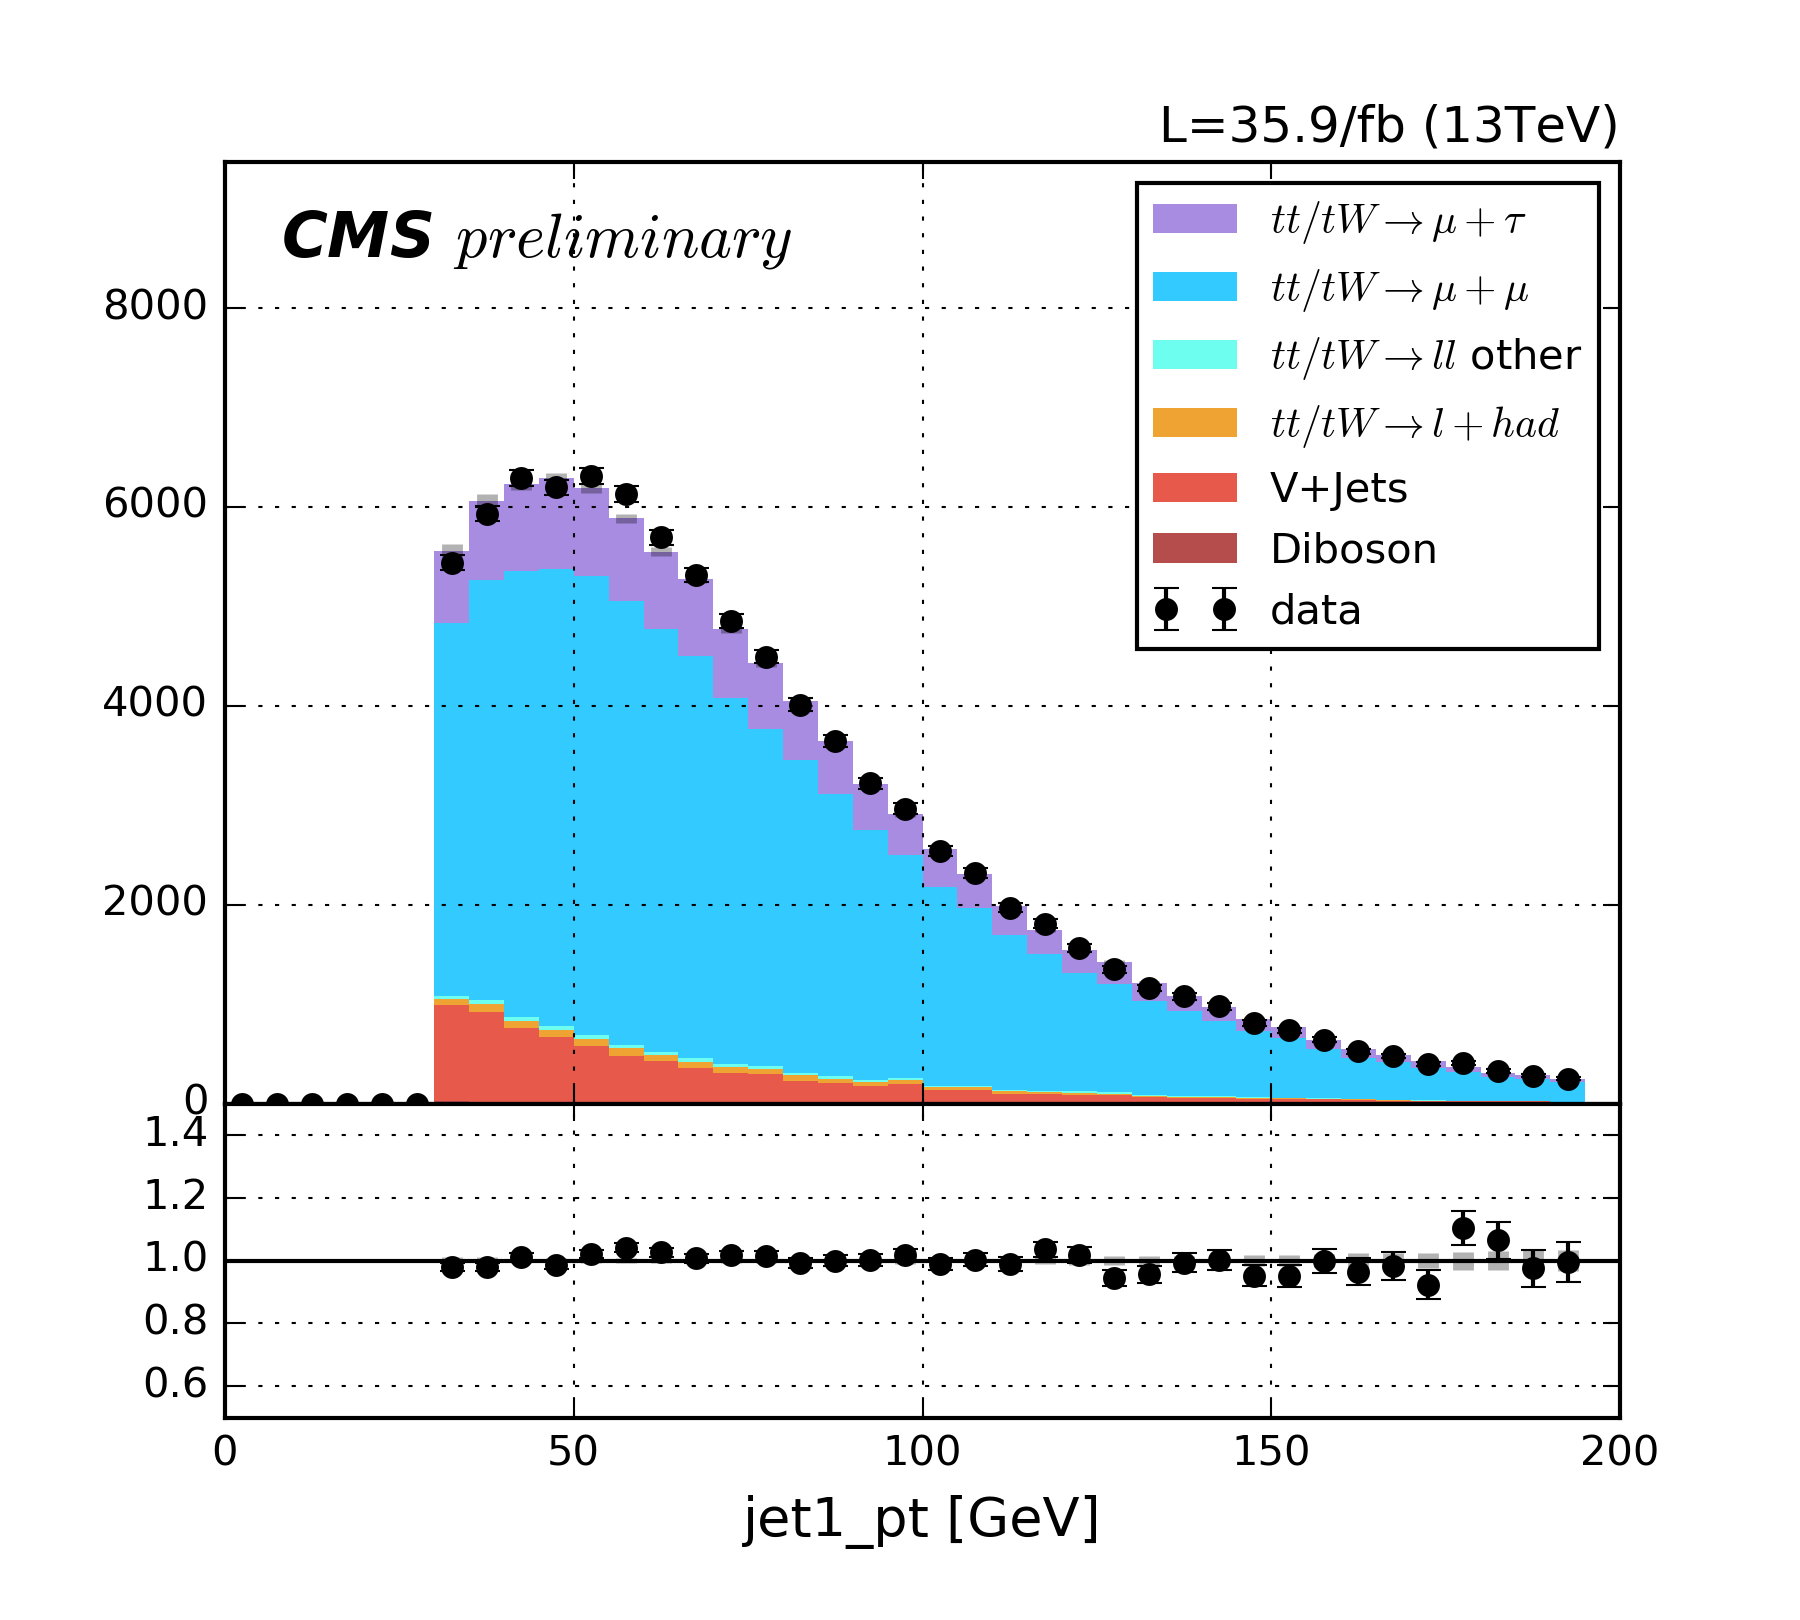 L=35.9/fb (13TeV)
CMS preliminary
tt/tW → μ + τ
tt/tW → μ + μ
tt/tW → ll other
tt/tW → l + had
V+Jets
Diboson
data
8000
6000
4000
2000
0
1.4
1.2
1.0
0.8
0.6
0 50 100 150 200
jet1_pt [GeV]